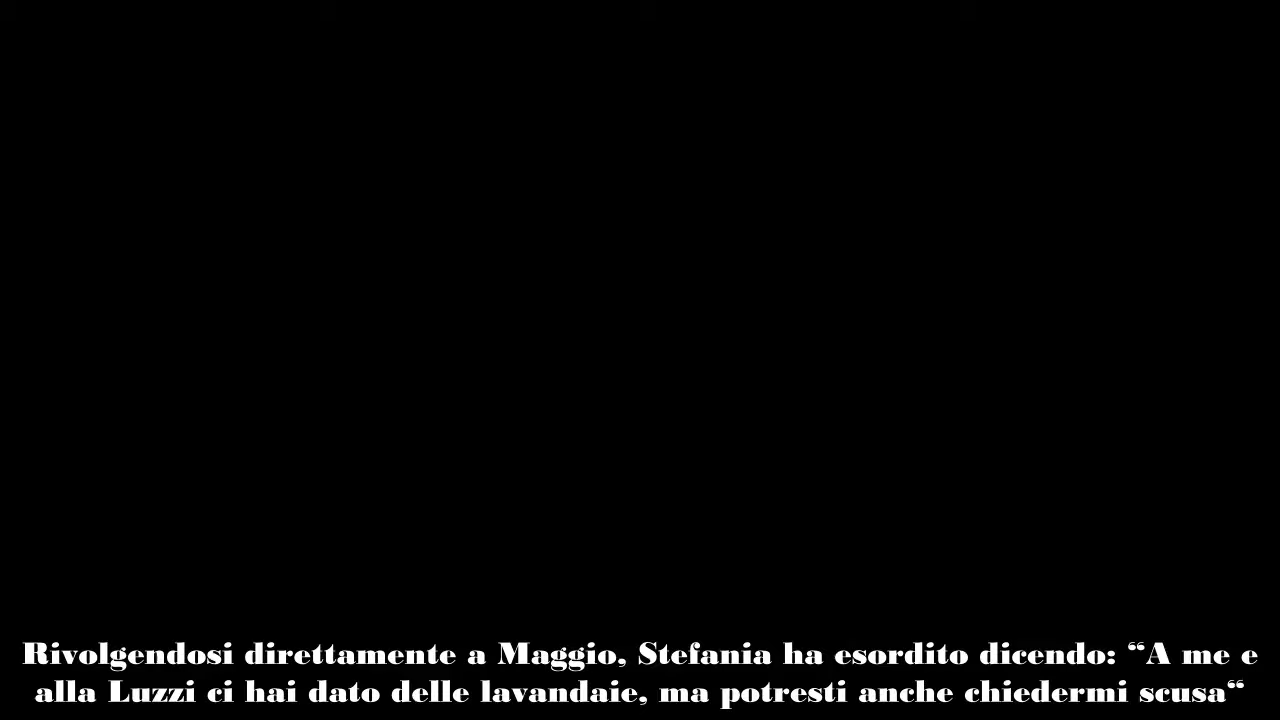 Rivolgendosi direttamente a Maggio, Stefania ha esordito dicendo: “A me e
alla Luzzi ci hai dato delle lavandaie, ma potresti anche chiedermi scusa“